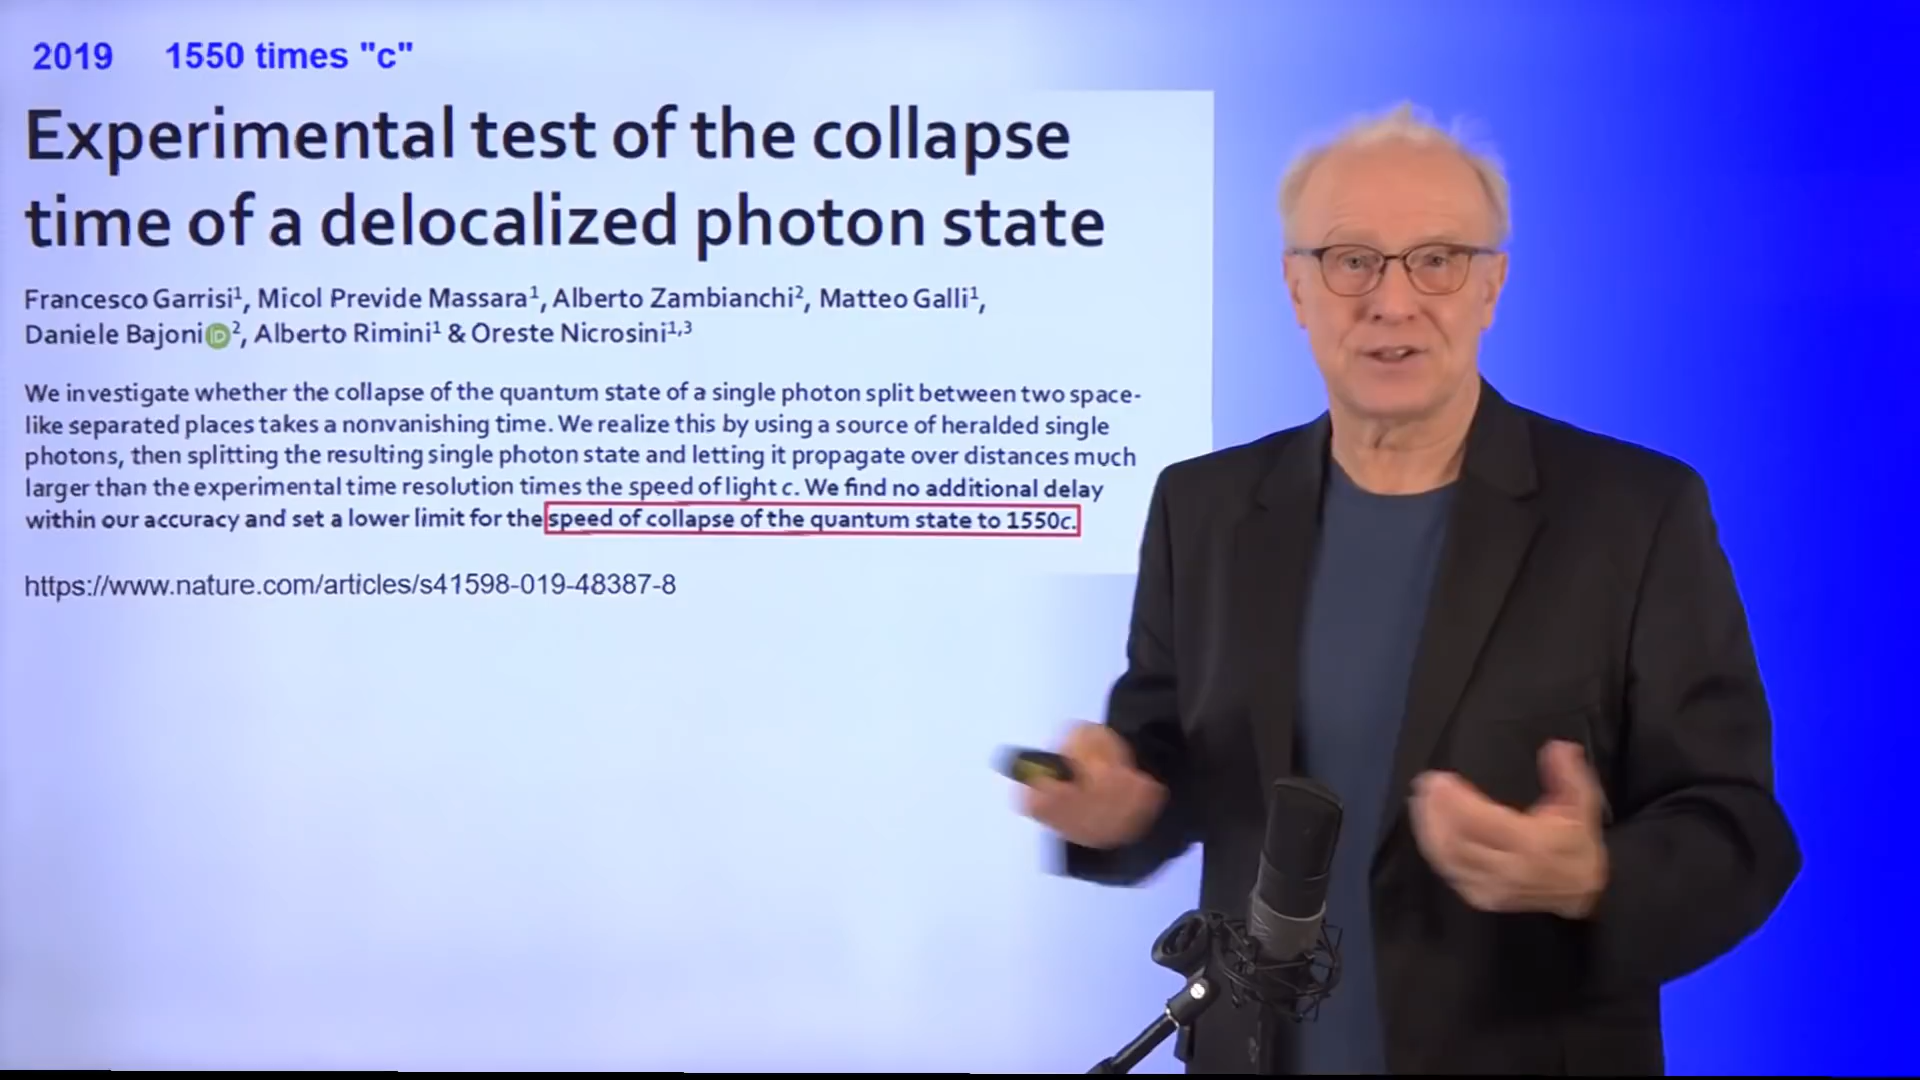 2019 1550 times "c"
Experimental test of the collapse
time of a delocalized photon state
Francesco Garrisi¹, Micol Previde Massara¹, Alberto Zambianchi², Matteo Galli¹,
Daniele Bajoni iD ², Alberto Rimini¹ & Oreste Nicrosini¹,³
We investigate whether the collapse of the quantum state of a single photon split between two space-
like separated places takes a nonvanishing time. We realize this by using a source of heralded single
photons, then splitting the resulting single photon state and letting it propagate over distances much
larger than the experimental time resolution times the speed of light c. We find no additional delay
within our accuracy and set a lower limit for the speed of collapse of the quantum state to 1550c.
https://www.nature.com/articles/s41598-019-48387-8